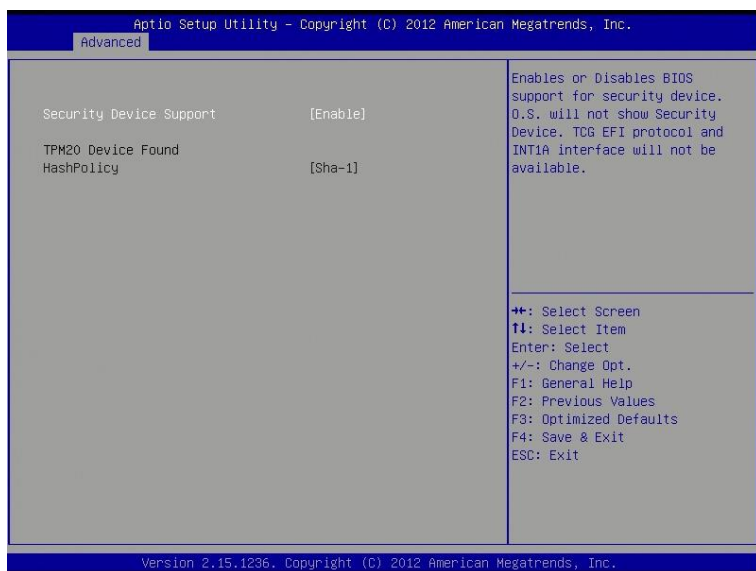 Aptio Setup Utility – Copyright (C) 2012 American Megatrends, Inc.
Advanced
Security Device Support [Enable]
TPM20 Device Found
HashPolicy [Sha-1]
Enables or Disables BIOS
support for security device.
O.S. will not show Security
Device. TCG EFI protocol and
INT1A interface will not be
available.
→←: Select Screen
↑↓: Select Item
Enter: Select
+/-: Change Opt.
F1: General Help
F2: Previous Values
F3: Optimized Defaults
F4: Save & Exit
ESC: Exit
Version 2.15.1236. Copyright (C) 2012 American Megatrends, Inc.